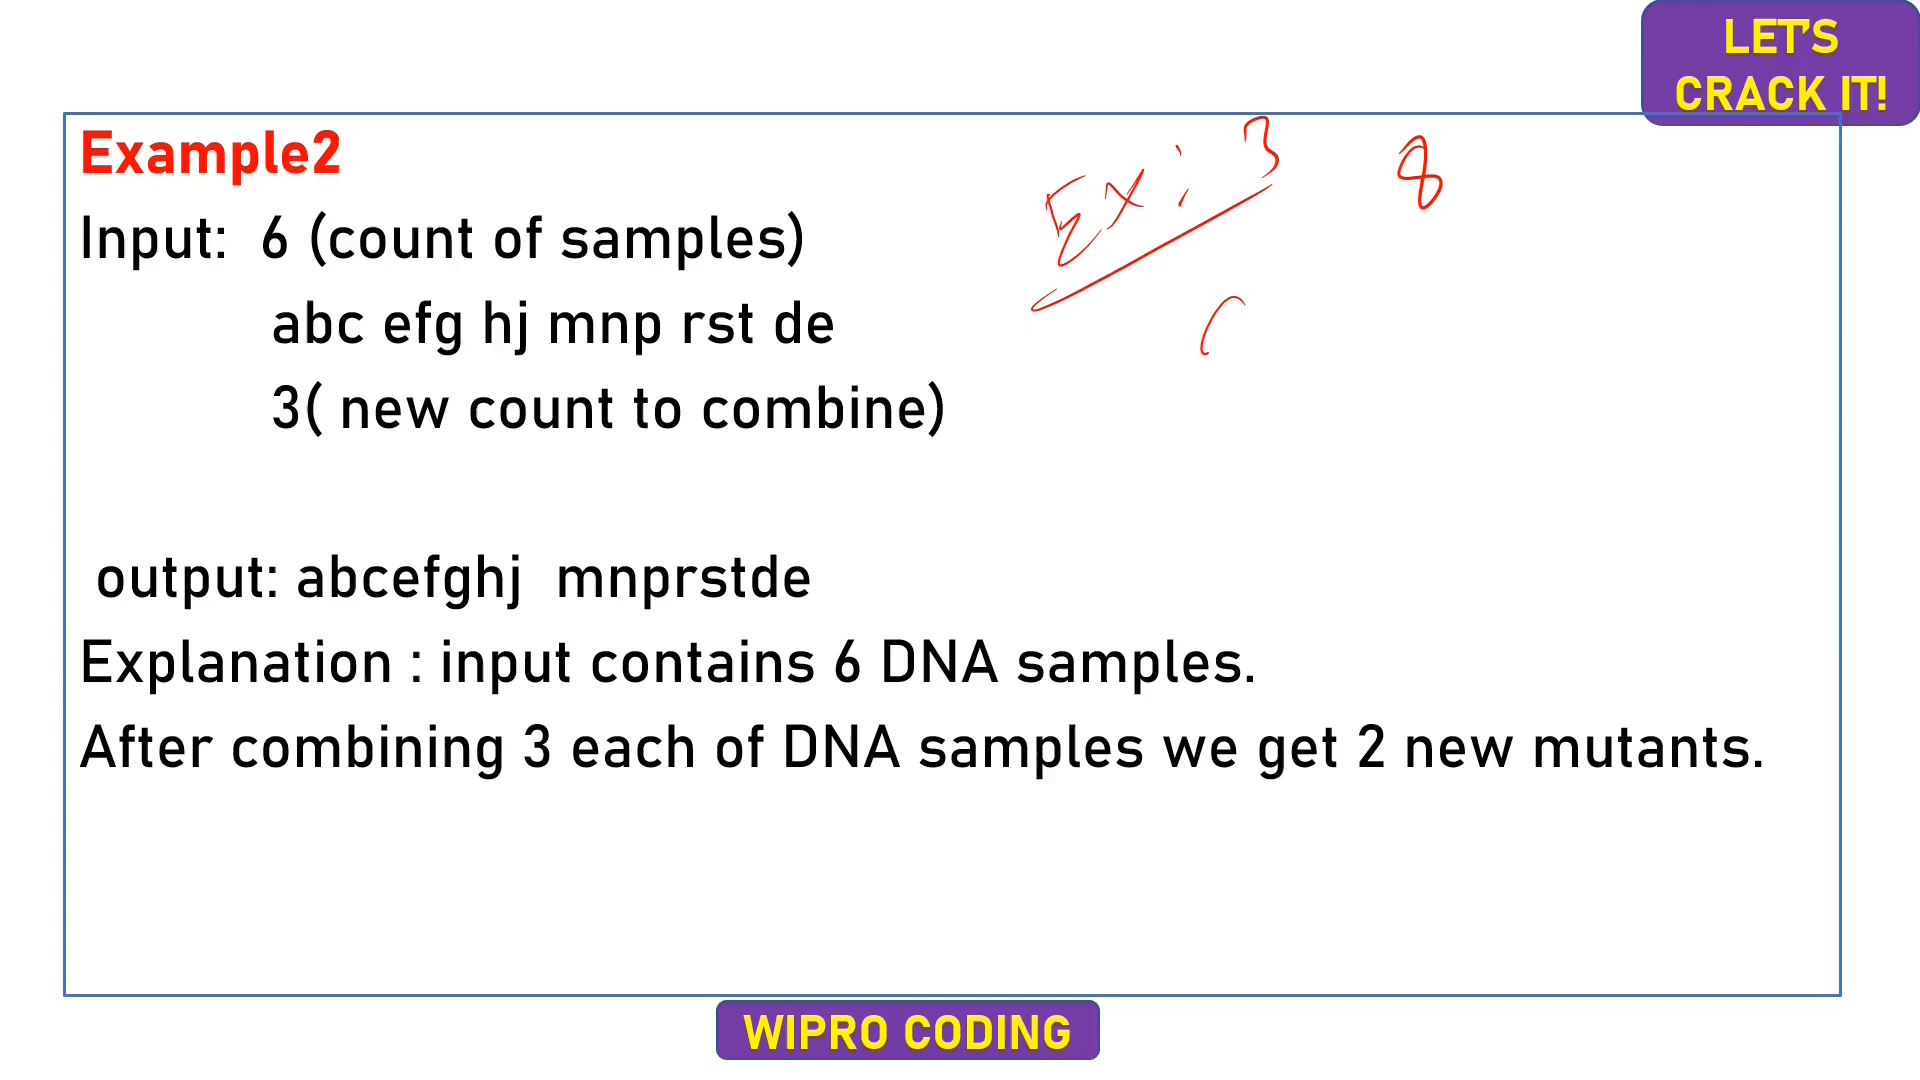 LET'S
CRACK IT!
Example2
Ex: 3 8
Input: 6 (count of samples)
abc efg hj mnp rst de
3( new count to combine)
output: abcefghj mnprstde
Explanation : input contains 6 DNA samples.
After combining 3 each of DNA samples we get 2 new mutants.
WIPRO CODING